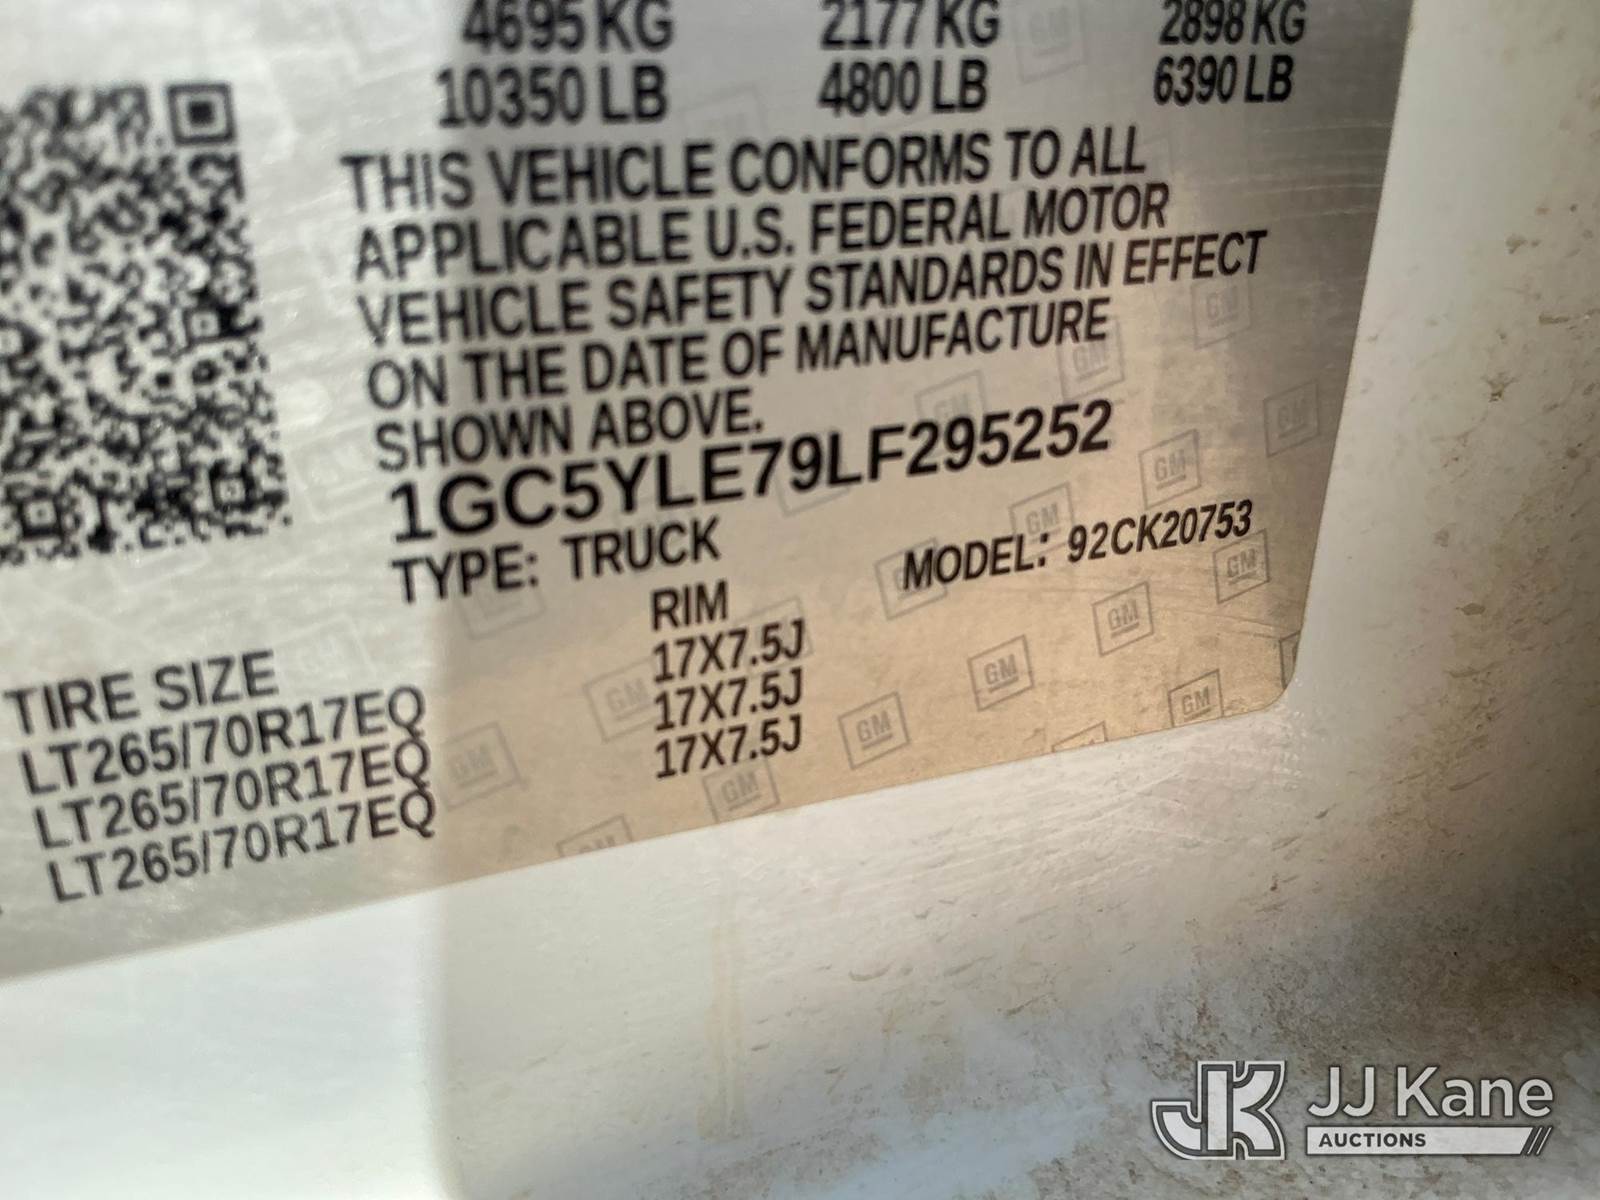 4695 KG 2177 KG 2898 KG
10350 LB 4800 LB 6390 LB
THIS VEHICLE CONFORMS TO ALL
APPLICABLE U.S. FEDERAL MOTOR
VEHICLE SAFETY STANDARDS IN EFFECT
ON THE DATE OF MANUFACTURE
SHOWN ABOVE.
1GC5YLE79LF295252
TYPE: TRUCK MODEL: 92CK20753
TIRE SIZE RIM
LT265/70R17EQ 17X7.5J
LT265/70R17EQ 17X7.5J
LT265/70R17EQ 17X7.5J
GM
JK JJ Kane
AUCTIONS